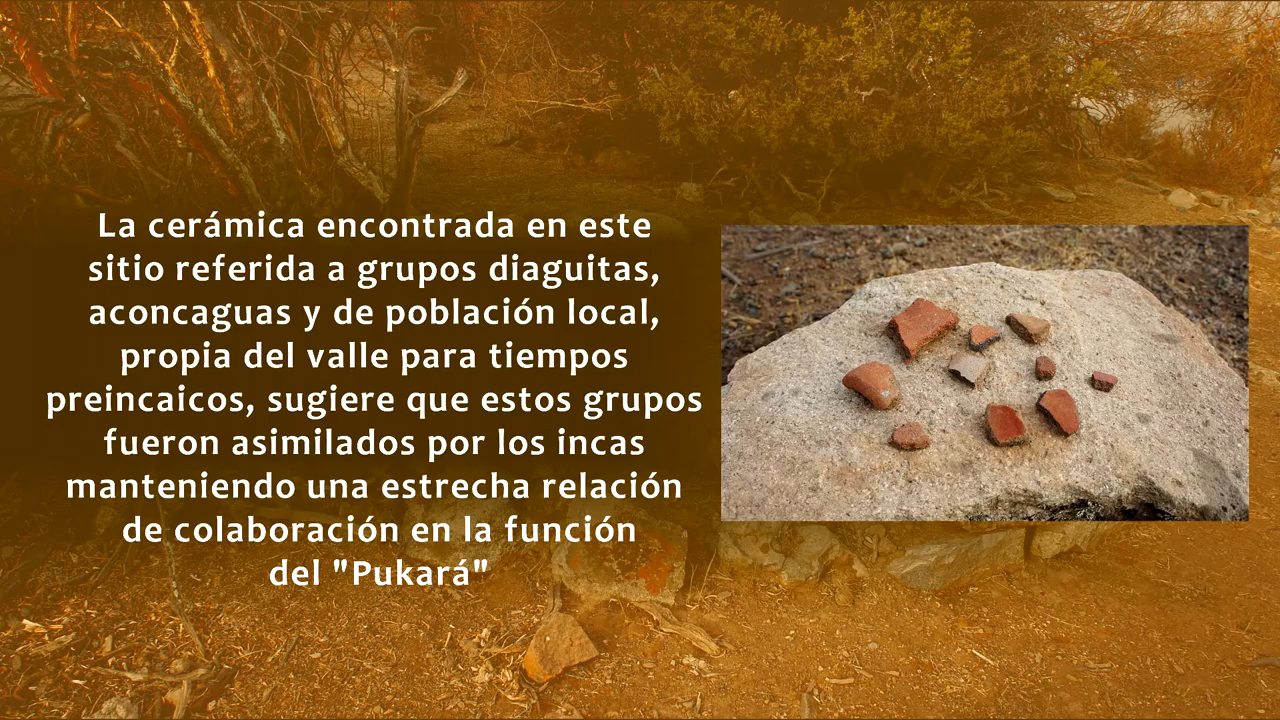 La cerámica encontrada en este
sitio referida a grupos diaguitas,
aconcaguas y de población local,
propia del valle para tiempos
preincaicos, sugiere que estos grupos
fueron asimilados por los incas
manteniendo una estrecha relación
de colaboración en la función
del "Pukará"